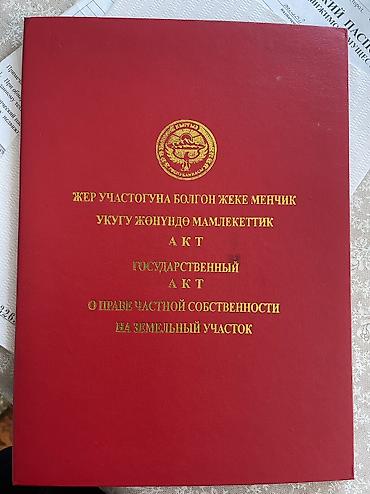 ЖЕР УЧАСТОГУНА БОЛГОН ЖЕКЕ МЕНЧИК
УКУГУ ЖӨНҮНДӨ МАМЛЕКЕТТИК
АКТ
ГОСУДАРСТВЕННЫЙ
АКТ
О ПРАВЕ ЧАСТНОЙ СОБСТВЕННОСТИ
НА ЗЕМЕЛЬНЫЙ УЧАСТОК